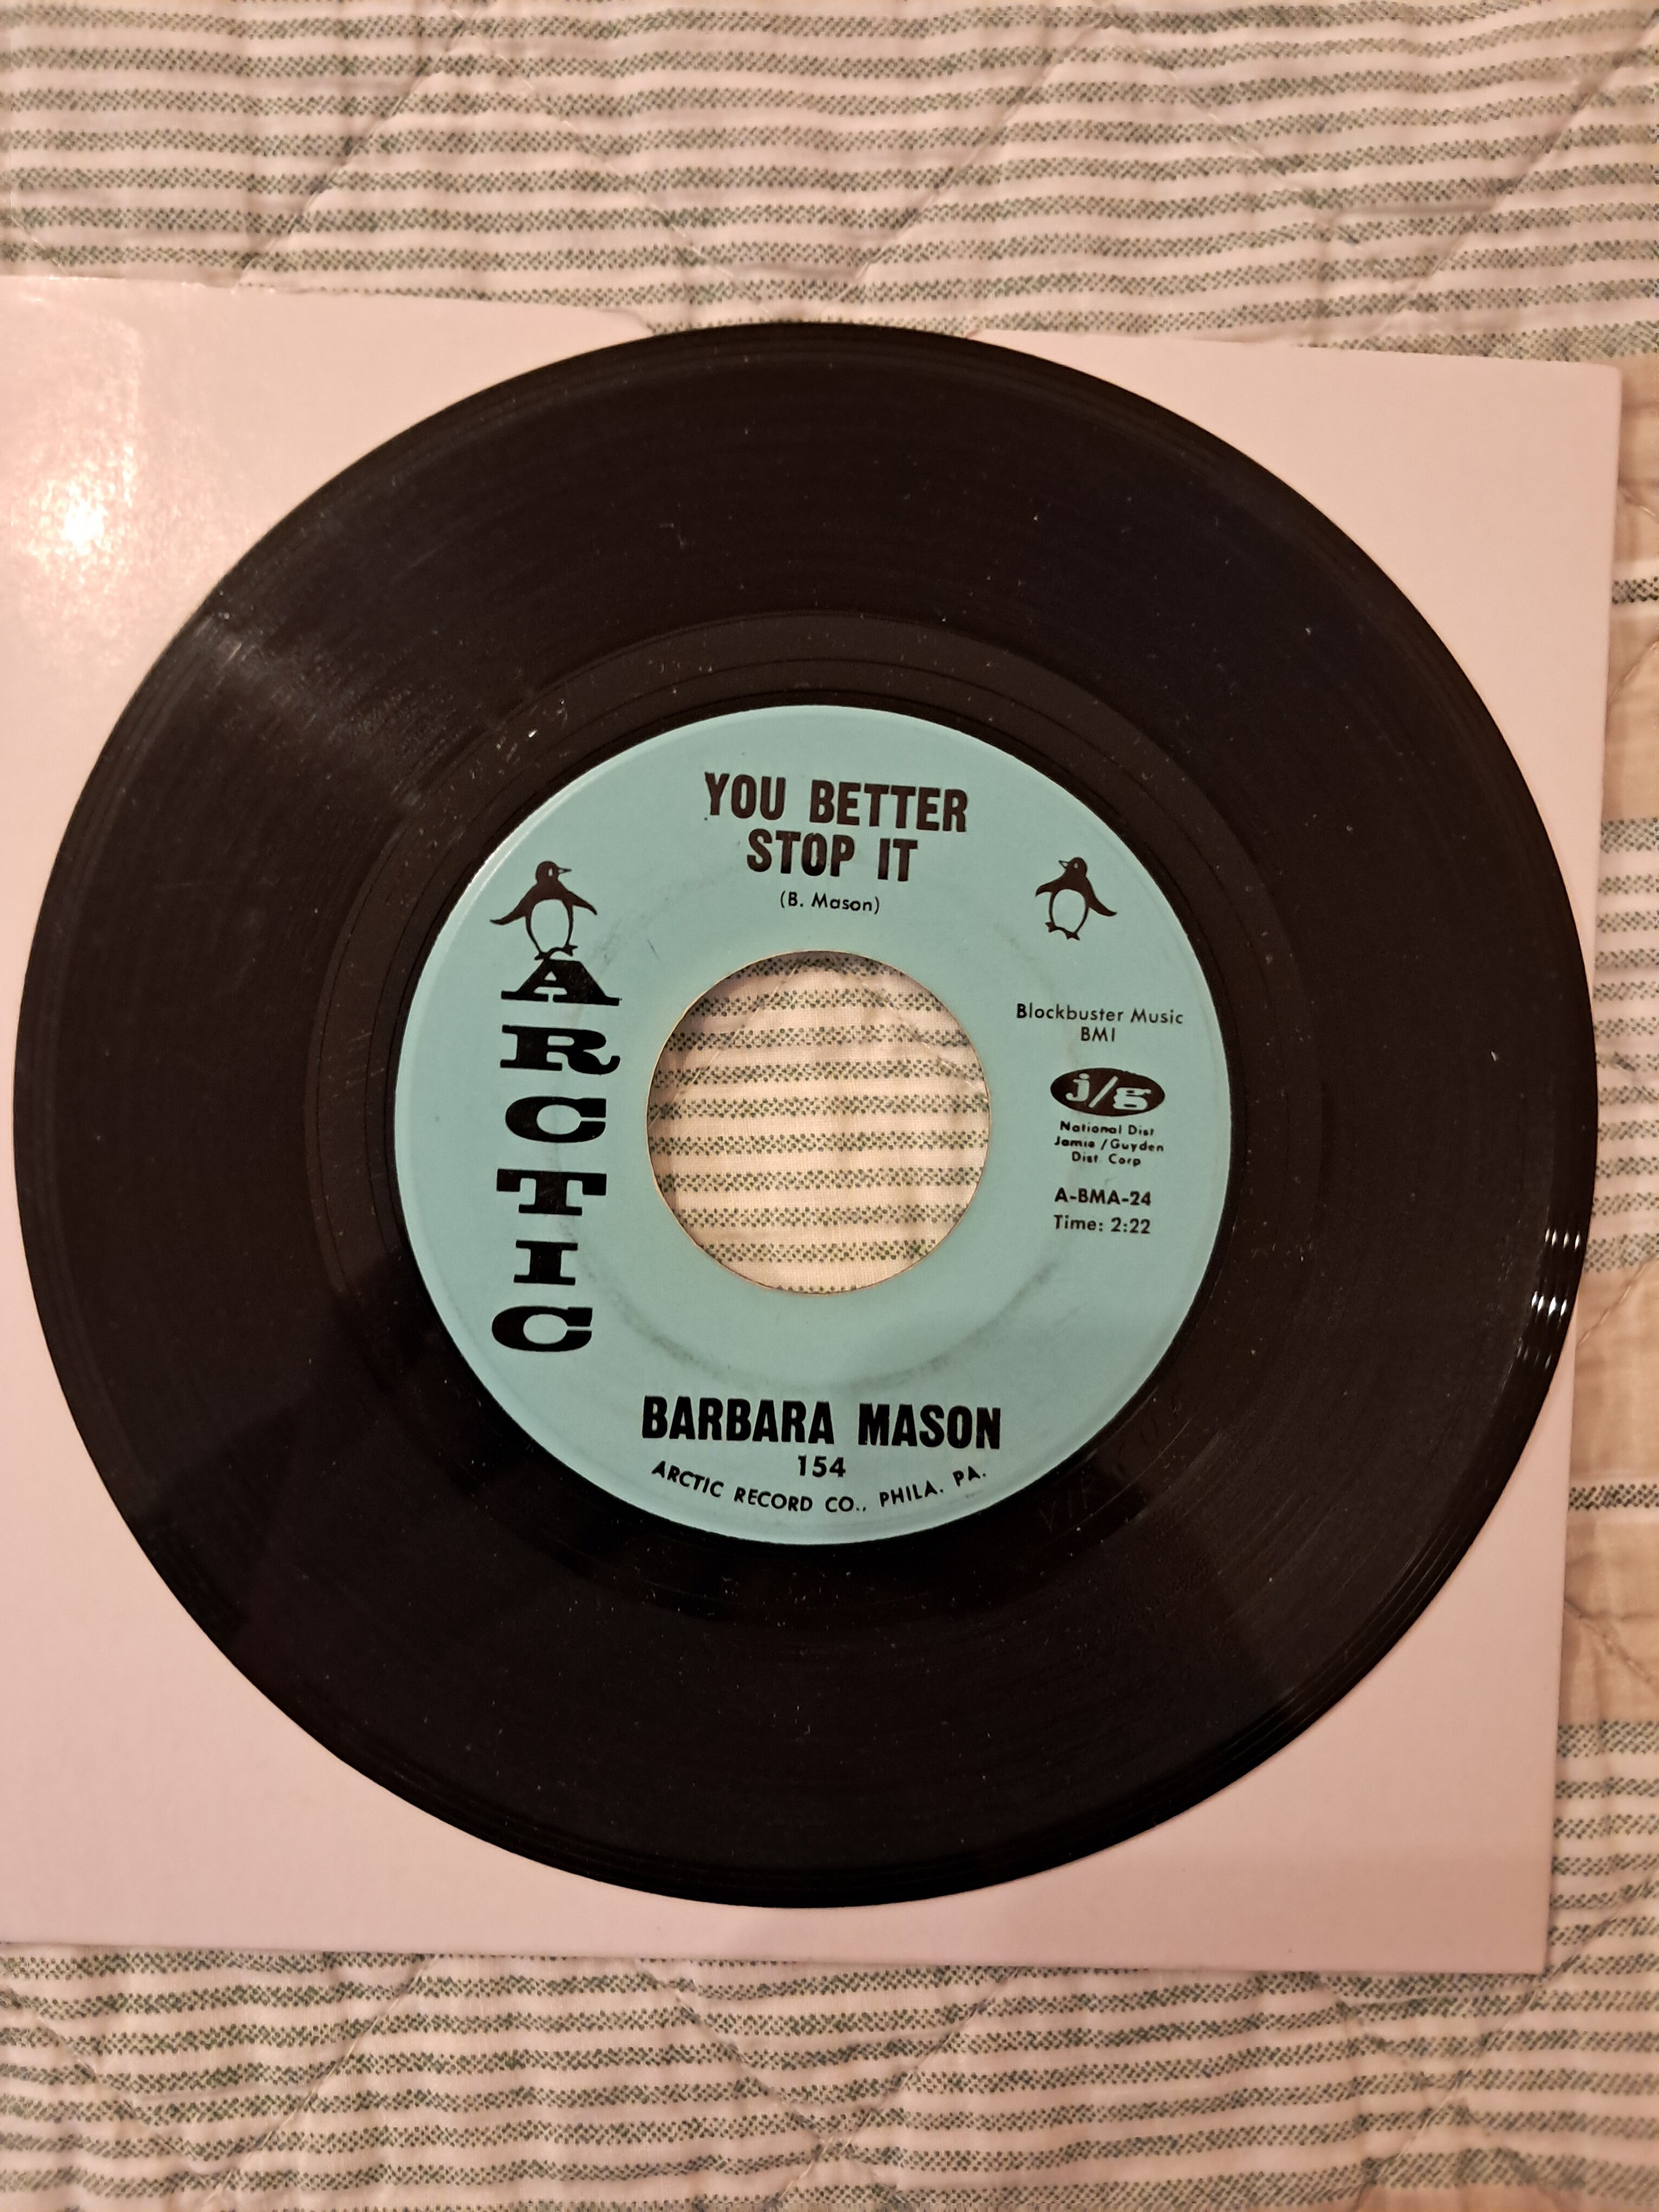 YOU BETTER
STOP IT
(B. Mason)
ARCTIC
Blockbuster Music
BMI
j/g
National Dist
Jamie/Guyden
Dist. Corp
A-BMA-24
Time: 2:22
BARBARA MASON
154
ARCTIC RECORD CO., PHILA. PA.